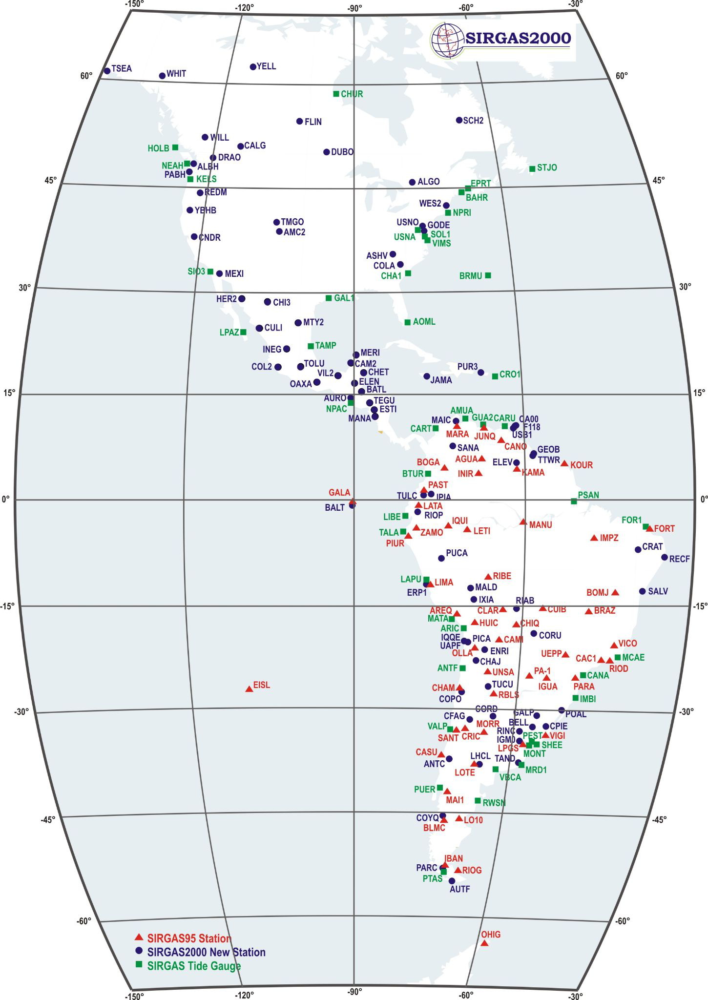 -150°
-120°
-90°
-60°
-30°
SIRGAS2000
TSEA
WHIT
YELL
60°
60°
CHUR
FLIN
SCH2
WILL
CALG
HOLB
DUBO
DRAO
NEAH
ALBH
PABH
STJO
KELS
45°
45°
ALGO
EPRT
REDM
BAHR
WES2
YBHB
NPRI
TMGO
USNO
GODE
AMC2
USNA
SOL1
CNDR
VIMS
ASHV
COLA
SIO3
MEXI
CHA1
BRMU
30°
30°
HER2
CHI3
GAL1
MTY2
AOML
CULI
LPAZ
INEG
TAMP
MERI
COL2
TOLU
CAM2
PUR3
VIL2
CHET
CRO1
OAXA
ELEN
JAMA
BATL
15°
15°
AURO
TEGU
NPAC
ESTI
AMUA
MANA
MAIC
GUA2
CARU
CA00
CART
F118
MARA
JUNQ
USB1
SANA
CANO
GEOB
AGUA
ELEV
TTWR
BOGA
KOUR
BTUR
INIR
KAMA
PAST
GALA
TULC
IPIA
PSAN
0°
0°
BALT
LATA
LIBE
RIOP
FOR1
IQUI
MANU
FORT
TALA
ZAMO
LETI
PIUR
IMPZ
CRAT
PUCA
RECF
LAPU
LIMA
RIBE
ERP1
MALD
BOMJ
SALV
IXIA
RIAB
-15°
-15°
AREQ
CLAR
CUIB
BRAZ
MATA
HUIC
CHIQ
ARIC
IQQE
PICA
CAMI
CORU
UAPF
VICO
OLLA
ENRI
UEPP
CHAJ
CAC1
MCAE
ANTF
UNSA
PA-1
RIOD
CANA
EISL
CHAM
TUCU
IGUA
PARA
COPO
RBLS
IMBI
-30°
-30°
CORD
GALP
POAL
CFAG
BELL
VALP
MORR
RINC
CPIE
SANT
CRIC
IGM0
PEST
VIGI
LPGS
SHEE
CASU
MONT
ANTC
LHCL
TAND
LOTE
MRD1
VBCA
PUER
MAI1
RWSN
-45°
-45°
COYQ
LO10
BLMC
IBAN
PARC
RIOG
PTAS
AUTF
-60°
-60°
OHIG
SIRGAS95 Station
SIRGAS2000 New Station
SIRGAS Tide Gauge
-150°
-120°
-90°
-60°
-30°